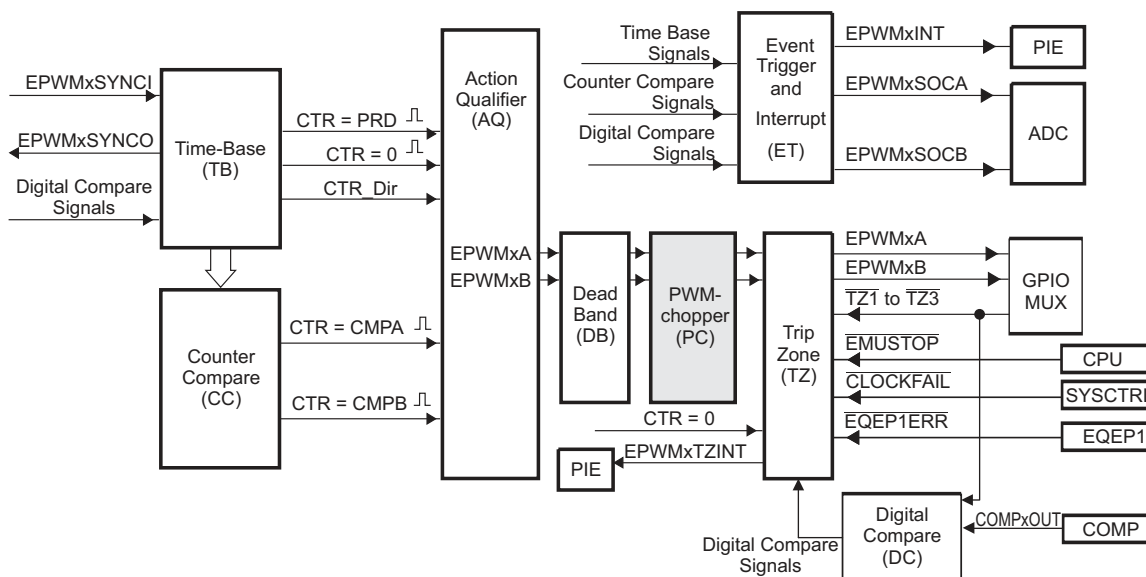 EPWMxSYNCI
EPWMxSYNCO
Digital Compare
Signals
Time-Base
(TB)
CTR = PRD
CTR = 0
CTR_Dir
Counter
Compare
(CC)
CTR = CMPA
CTR = CMPB
Action
Qualifier
(AQ)
EPWMxA
EPWMxB
Time Base
Signals
Counter Compare
Signals
Digital Compare
Signals
Event
Trigger
and
Interrupt
(ET)
EPWMxINT
EPWMxSOCA
EPWMxSOCB
PIE
ADC
Dead
Band
(DB)
PWM-
chopper
(PC)
CTR = 0
EPWMxTZINT
PIE
Trip
Zone
(TZ)
EPWMxA
EPWMxB
TZ1 to TZ3
EMUSTOP
CLOCKFAIL
EQEP1ERR
GPIO
MUX
CPU
SYSCTRL
EQEP1
Digital Compare
Signals
Digital
Compare
(DC)
COMPxOUT
COMP